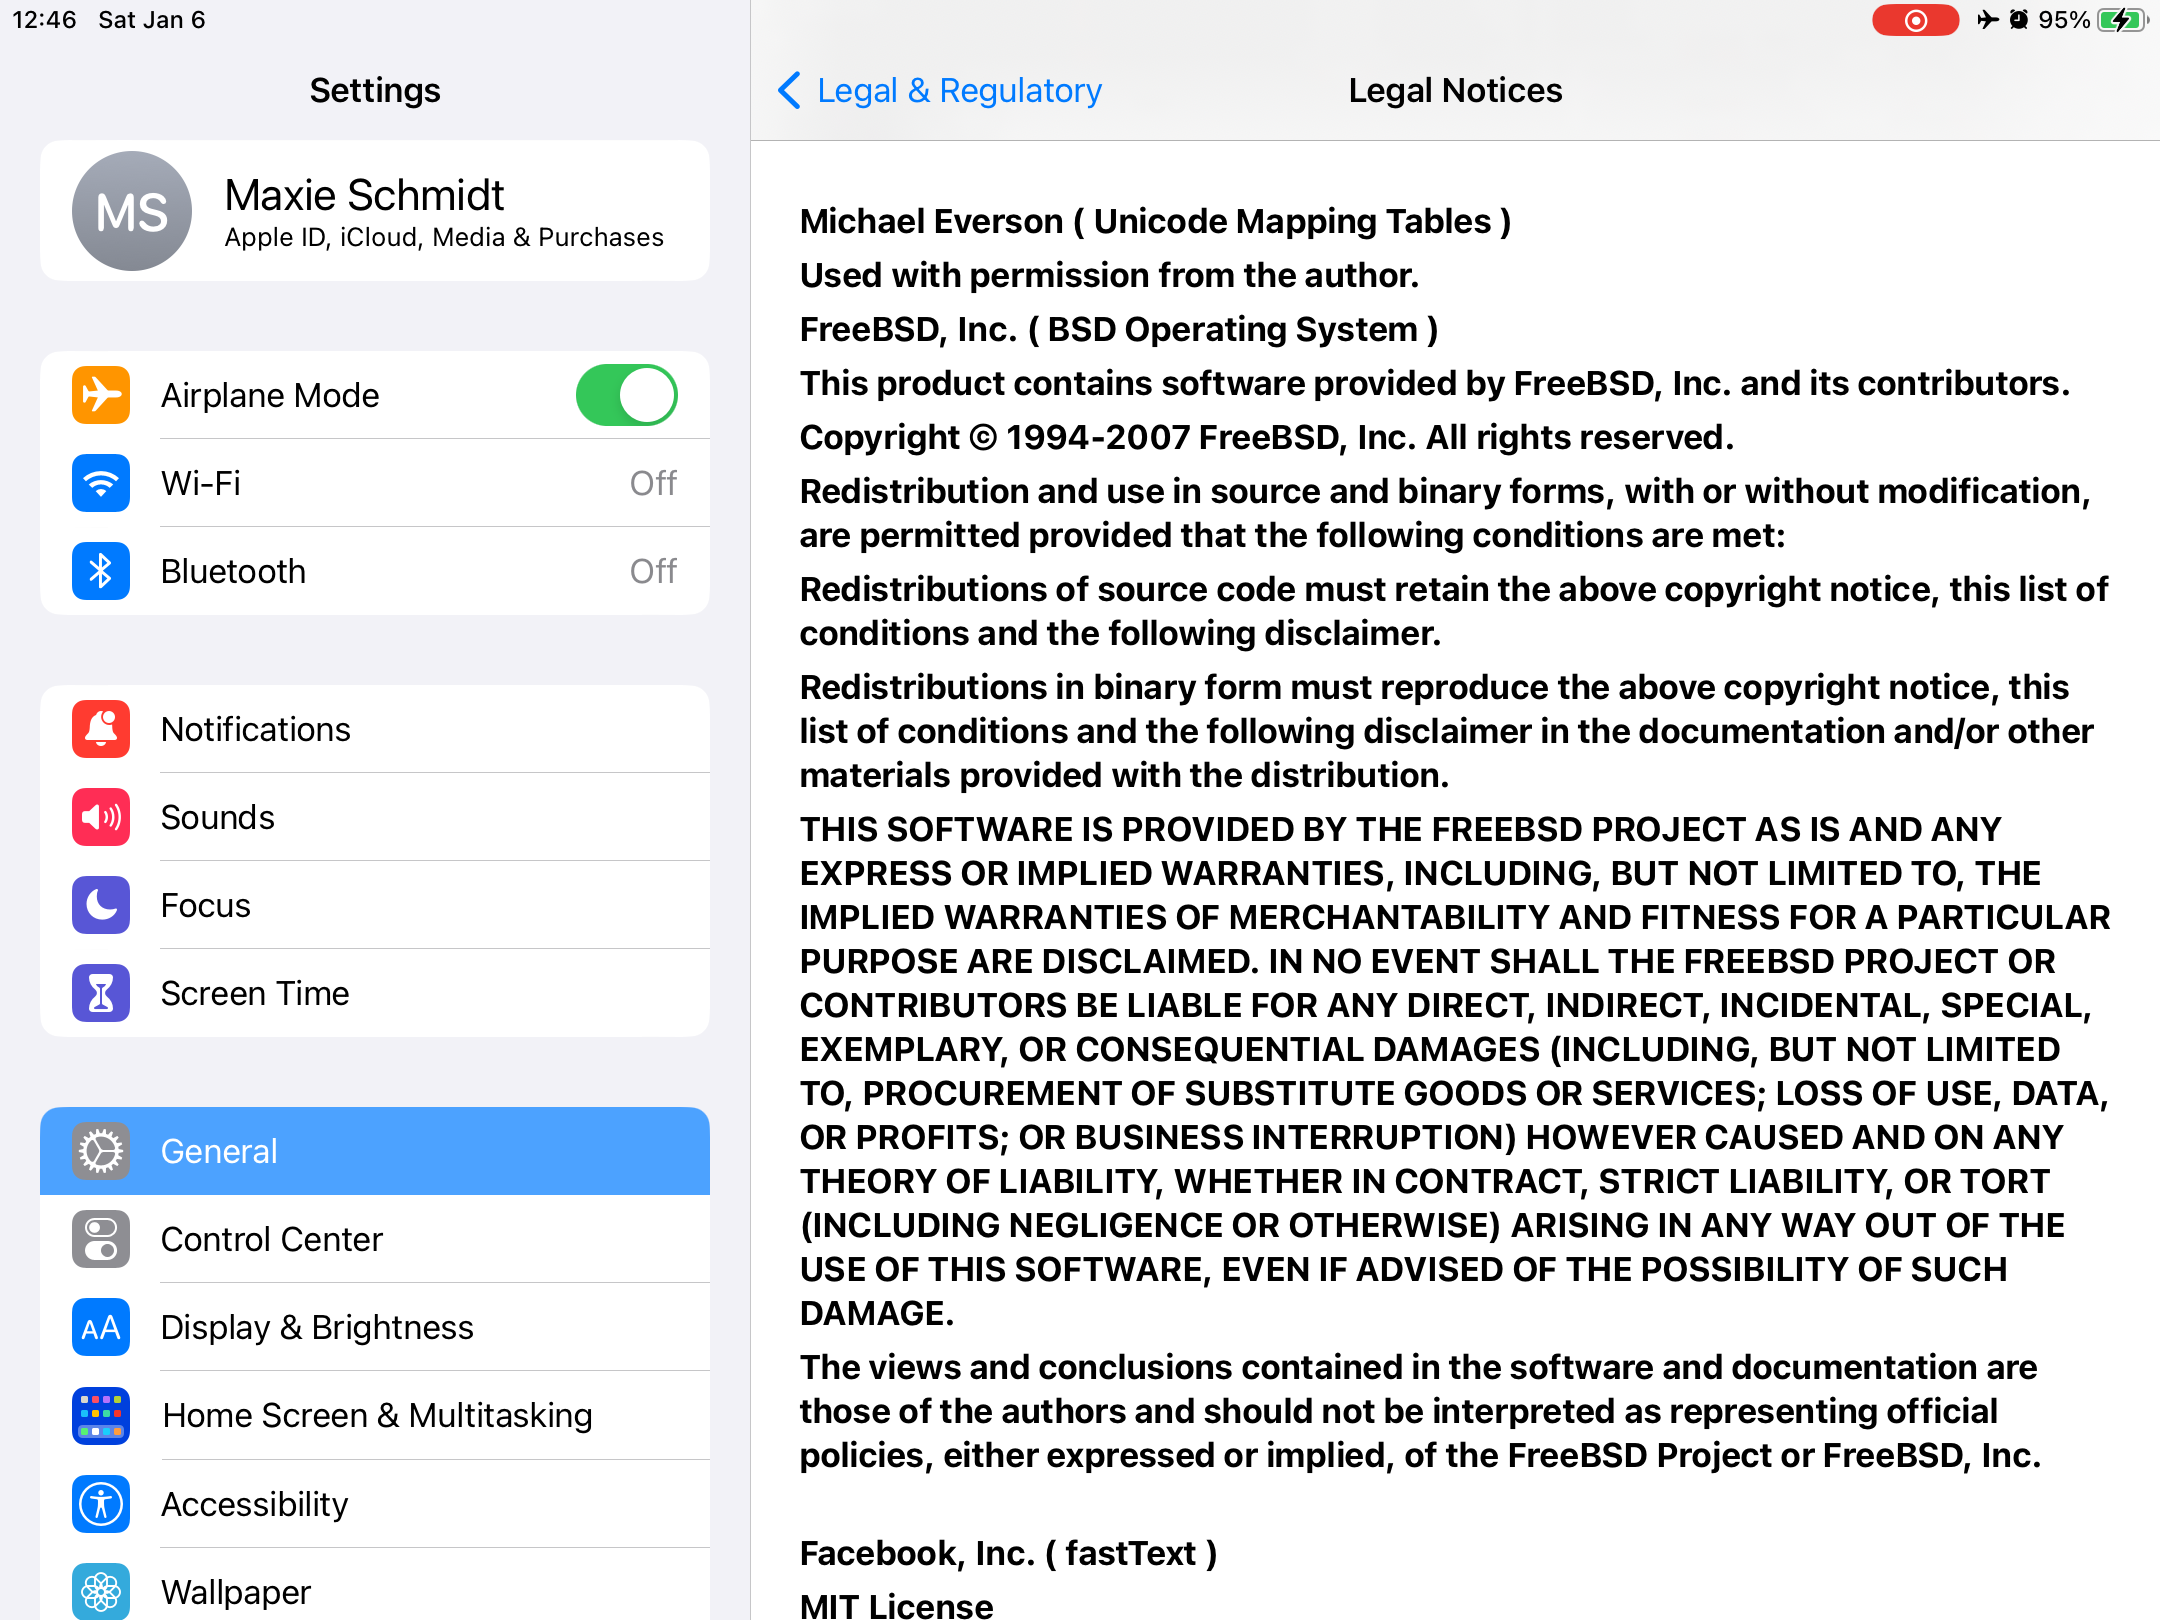 12:46 Sat Jan 6
95%
Settings
MS
Maxie Schmidt
Apple ID, iCloud, Media & Purchases
Airplane Mode
Wi-Fi Off
Bluetooth Off
Notifications
Sounds
Focus
Screen Time
General
Control Center
AA Display & Brightness
Home Screen & Multitasking
Accessibility
Wallpaper
Legal & Regulatory
Legal Notices
Michael Everson ( Unicode Mapping Tables )
Used with permission from the author.
FreeBSD, Inc. ( BSD Operating System )
This product contains software provided by FreeBSD, Inc. and its contributors.
Copyright © 1994-2007 FreeBSD, Inc. All rights reserved.
Redistribution and use in source and binary forms, with or without modification,
are permitted provided that the following conditions are met:
Redistributions of source code must retain the above copyright notice, this list of
conditions and the following disclaimer.
Redistributions in binary form must reproduce the above copyright notice, this
list of conditions and the following disclaimer in the documentation and/or other
materials provided with the distribution.
THIS SOFTWARE IS PROVIDED BY THE FREEBSD PROJECT AS IS AND ANY
EXPRESS OR IMPLIED WARRANTIES, INCLUDING, BUT NOT LIMITED TO, THE
IMPLIED WARRANTIES OF MERCHANTABILITY AND FITNESS FOR A PARTICULAR
PURPOSE ARE DISCLAIMED. IN NO EVENT SHALL THE FREEBSD PROJECT OR
CONTRIBUTORS BE LIABLE FOR ANY DIRECT, INDIRECT, INCIDENTAL, SPECIAL,
EXEMPLARY, OR CONSEQUENTIAL DAMAGES (INCLUDING, BUT NOT LIMITED
TO, PROCUREMENT OF SUBSTITUTE GOODS OR SERVICES; LOSS OF USE, DATA,
OR PROFITS; OR BUSINESS INTERRUPTION) HOWEVER CAUSED AND ON ANY
THEORY OF LIABILITY, WHETHER IN CONTRACT, STRICT LIABILITY, OR TORT
(INCLUDING NEGLIGENCE OR OTHERWISE) ARISING IN ANY WAY OUT OF THE
USE OF THIS SOFTWARE, EVEN IF ADVISED OF THE POSSIBILITY OF SUCH
DAMAGE.
The views and conclusions contained in the software and documentation are
those of the authors and should not be interpreted as representing official
policies, either expressed or implied, of the FreeBSD Project or FreeBSD, Inc.
Facebook, Inc. ( fastText )
MIT License